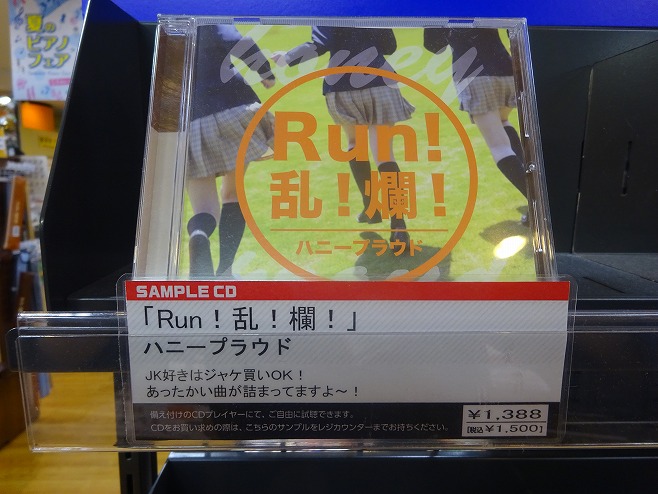 夏の
ピアノ
フェア
honey
Run!
乱！爛！
ハニープラウド
SAMPLE CD
「Run！乱！欄！」
ハニープラウド
JK好きはジャケ買いOK！
あったかい曲が詰まってますよ～！
備え付けのCDプレイヤーにて、ご自由に試聴できます。
CDをお買い求めの際は、こちらのサンプルをレジカウンターまでお持ちください。
¥1,388
[税込¥1,500]